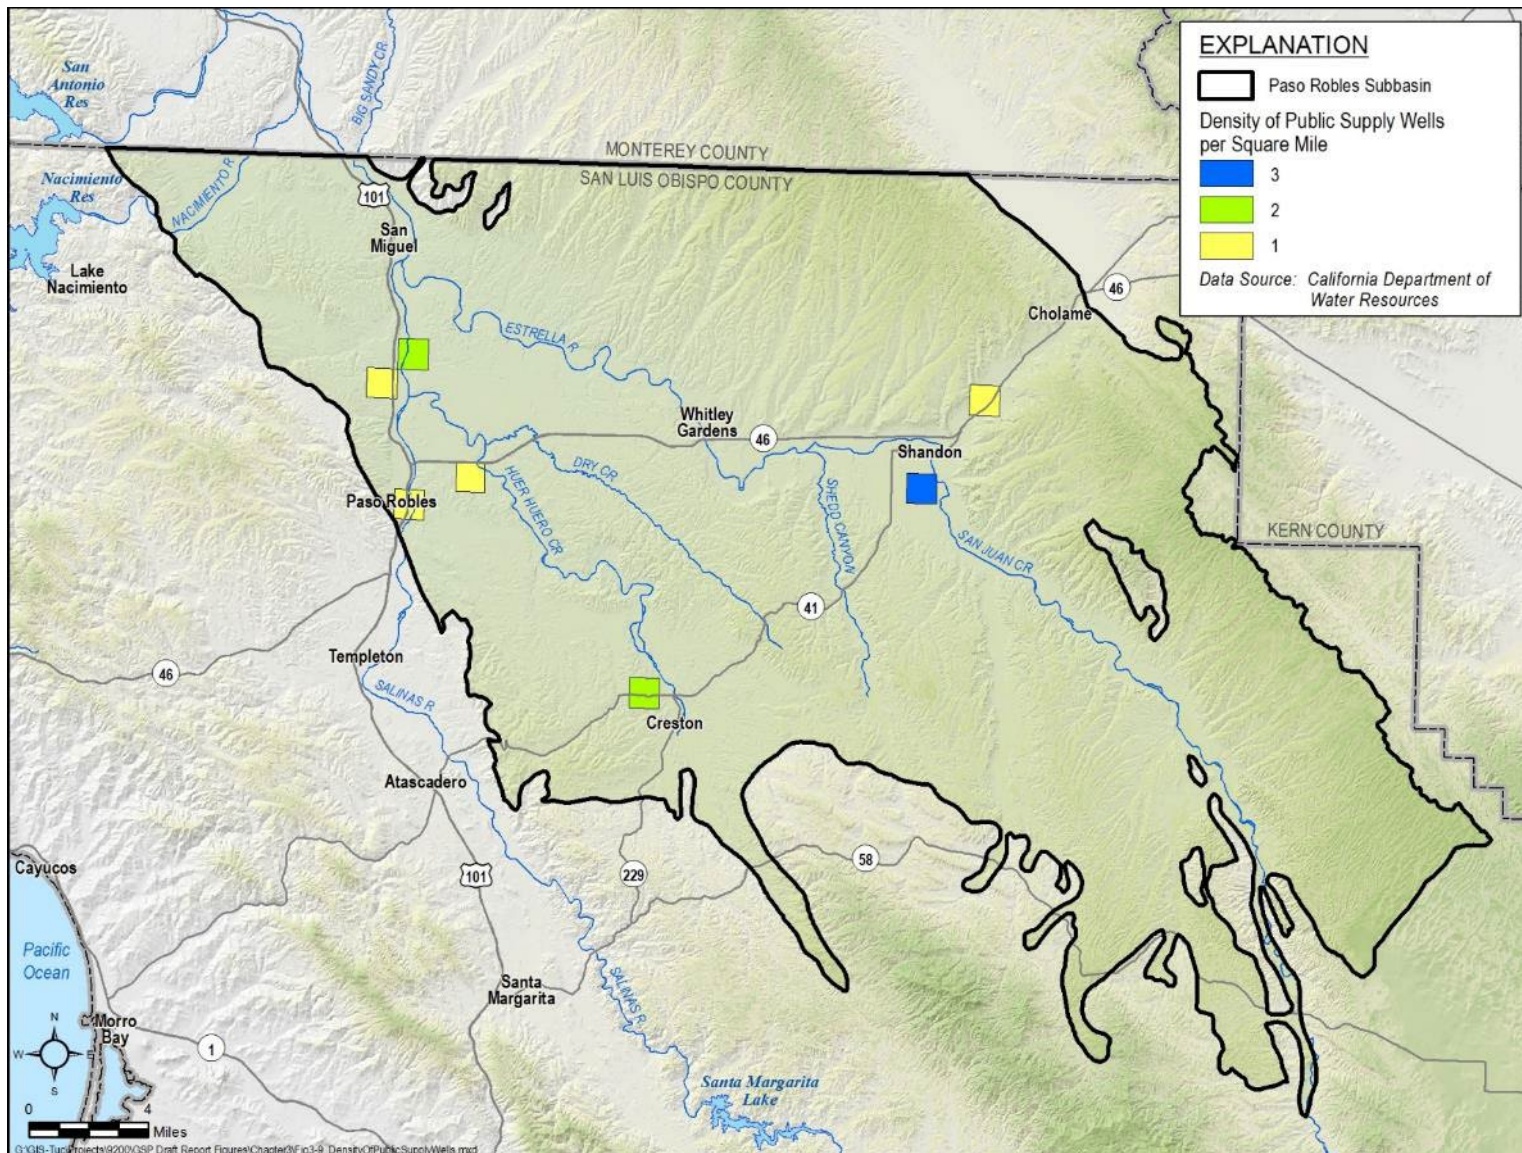 EXPLANATION
Paso Robles Subbasin
Density of Public Supply Wells
per Square Mile
3
2
1
Data Source: California Department of
Water Resources
San
Antonio
Res
BIG SANDY CR
MONTEREY COUNTY
SAN LUIS OBISPO COUNTY
Nacimiento
Res
NACIMIENTO R
101
San
Miguel
Lake
Nacimiento
46
Cholame
ESTRELLA R
Whitley
Gardens
46
Shandon
DRY CR
HUER HUERO CR
SHEDD CANYON
Paso Robles
SAN JUAN CR
KERN COUNTY
41
Templeton
46
SALINAS R
Creston
Atascadero
58
229
101
Cayucos
Pacific
Ocean
Santa
Margarita
SALINAS R
Morro
Bay
N
W
E
S
1
Santa Margarita
Lake
0
4
Miles